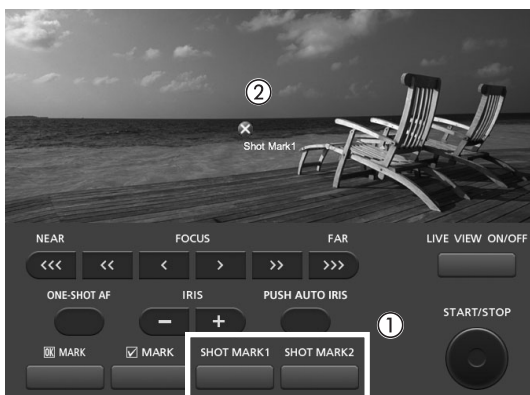 ②
Shot Mark1
NEAR FOCUS FAR LIVE VIEW ON/OFF
<<< << < > >> >>>
ONE-SHOT AF IRIS PUSH AUTO IRIS
− +
① START/STOP
OK MARK ☑ MARK SHOT MARK1 SHOT MARK2